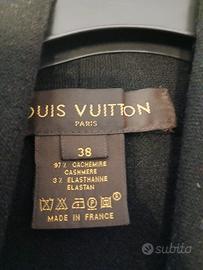 OUIS VUITTON
PARIS
38
97% CACHEMIRE
CASHMERE
3% ELASTHANNE
ELASTAN
MADE IN FRANCE
subito